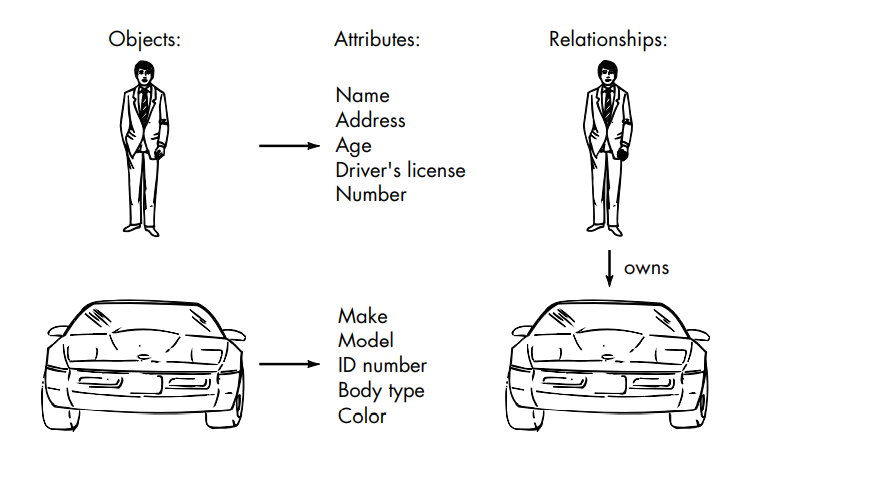 Objects:
Attributes:
Relationships:
Name
Address
Age
Driver's license
Number
owns
Make
Model
ID number
Body type
Color